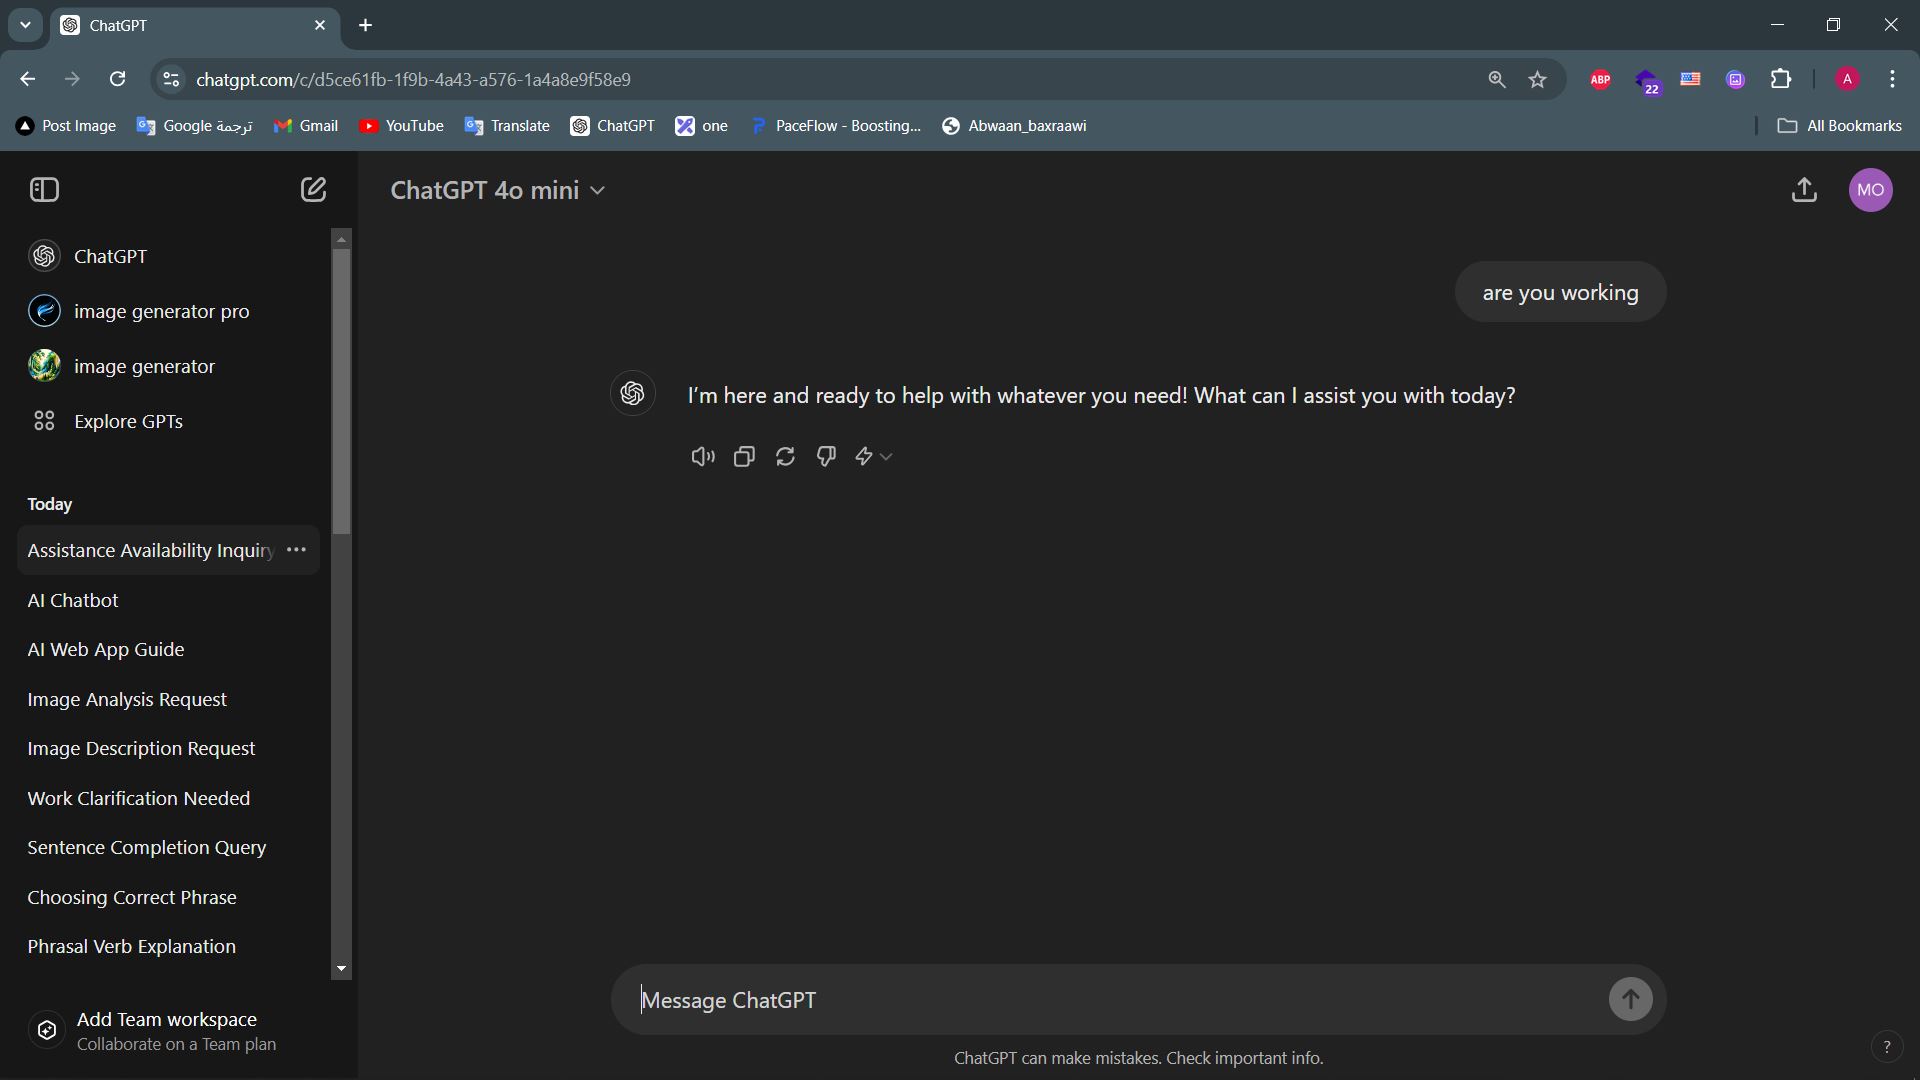 ChatGPT
chatgpt.com/c/d5ce61fb-1f9b-4a43-a576-1a4a8e9f58e9
ABP
22
A
Post Image
Google ترجمة
Gmail
YouTube
Translate
ChatGPT
one
PaceFlow - Boosting...
Abwaan_baxraawi
All Bookmarks
ChatGPT 4o mini
MO
ChatGPT
image generator pro
image generator
Explore GPTs
Today
Assistance Availability Inquiry
AI Chatbot
AI Web App Guide
Image Analysis Request
Image Description Request
Work Clarification Needed
Sentence Completion Query
Choosing Correct Phrase
Phrasal Verb Explanation
Add Team workspace
Collaborate on a Team plan
are you working
I'm here and ready to help with whatever you need! What can I assist you with today?
Message ChatGPT
ChatGPT can make mistakes. Check important info.
?